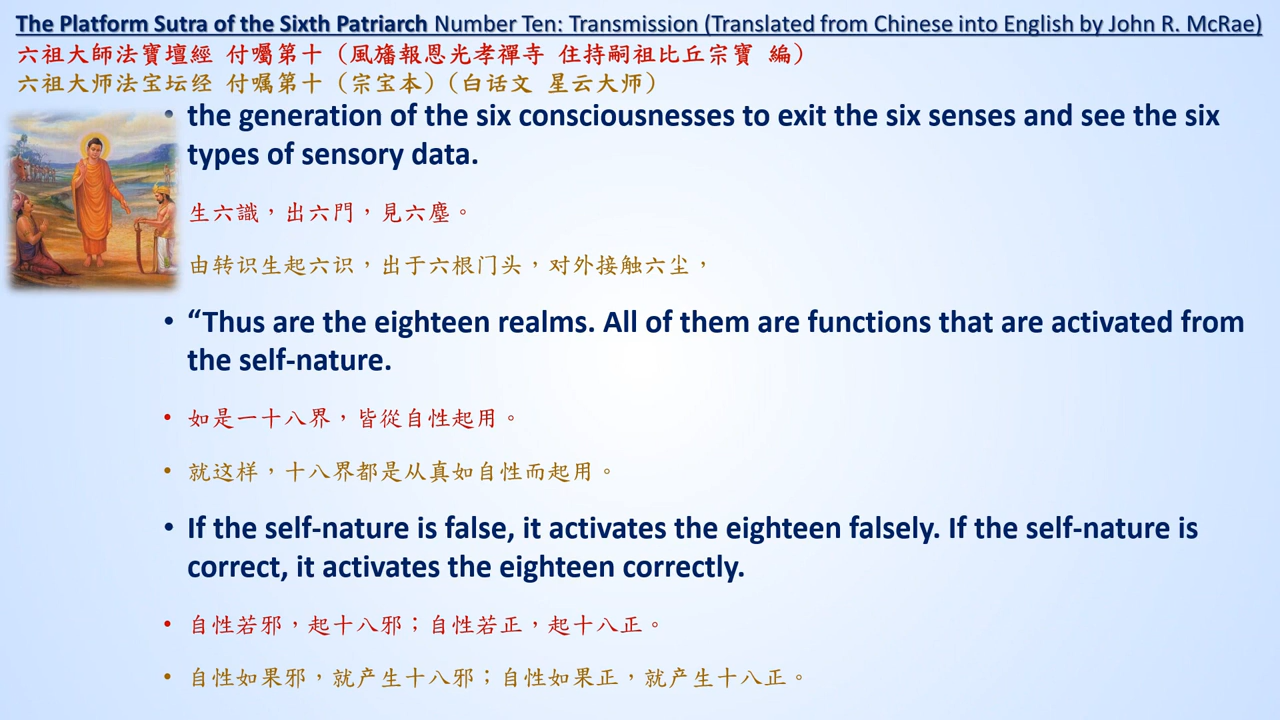 The Platform Sutra of the Sixth Patriarch Number Ten: Transmission (Translated from Chinese into English by John R. McRae)
六祖大師法寶壇經 付囑第十（風旛報恩光孝禪寺 住持嗣祖比丘宗寶 編）
六祖大师法宝坛经 付嘱第十（宗宝本）（白话文 星云大师）
• the generation of the six consciousnesses to exit the six senses and see the six
types of sensory data.
生六識，出六門，見六塵。
由转识生起六识，出于六根门头，对外接触六尘，
• “Thus are the eighteen realms. All of them are functions that are activated from
the self-nature.
• 如是一十八界，皆從自性起用。
• 就这样，十八界都是从真如自性而起用。
• If the self-nature is false, it activates the eighteen falsely. If the self-nature is
correct, it activates the eighteen correctly.
• 自性若邪，起十八邪；自性若正，起十八正。
• 自性如果邪，就产生十八邪；自性如果正，就产生十八正。